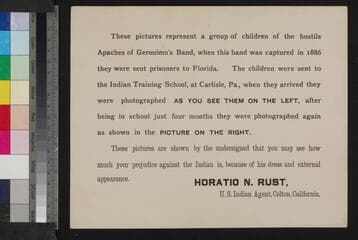 These pictures represent a group of children of the hostile
Apaches of Geronimo's Band, when this band was captured in 1886
they were sent prisoners to Florida. The children were sent to
the Indian Training School, at Carlisle, Pa., when they arrived they
were photographed AS YOU SEE THEM ON THE LEFT, after
being in school just four months they were photographed again
as shown in the PICTURE ON THE RIGHT.
These pictures are shown by the undersigned that you may see how
much your prejudice against the Indian is, because of his dress and external
appearance.
HORATIO N. RUST,
U. S. Indian Agent, Colton, California.